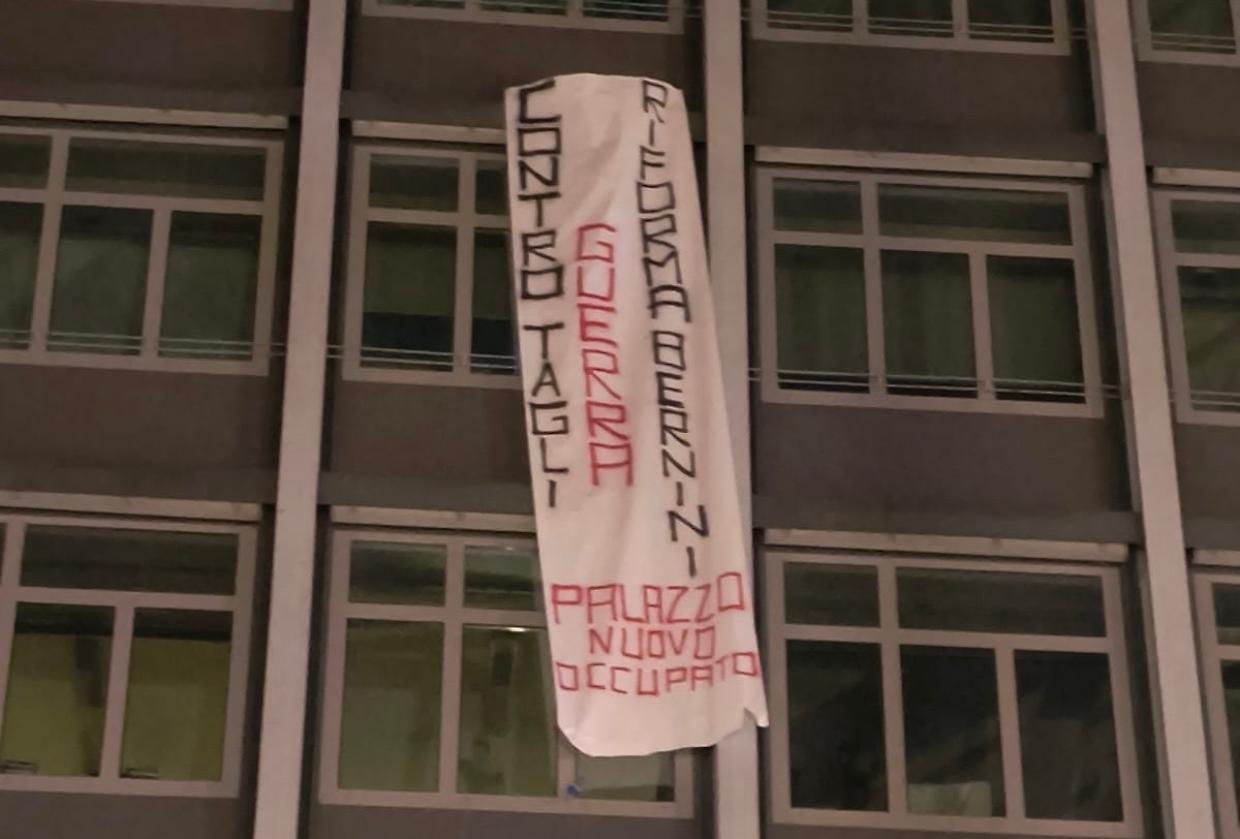 CONTRO TAGLI
GUERRA
RIFORMA BERNINI
PALAZZO
NUOVO
OCCUPATO